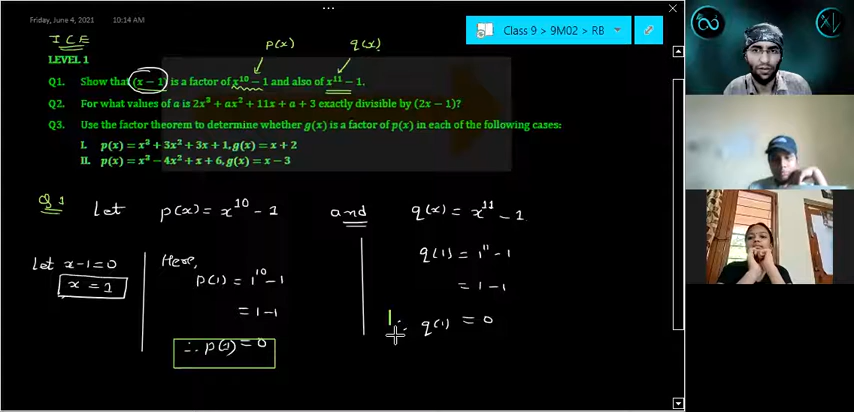 Friday, June 4, 2021 10:14 AM
Class 9 > 9M02 > RB
ICE
p(x) q(x)
LEVEL 1
Q1. Show that (x − 1) is a factor of x¹⁰ − 1 and also of x¹¹ − 1.
Q2. For what values of a is 2x³ + ax² + 11x + a + 3 exactly divisible by (2x − 1)?
Q3. Use the factor theorem to determine whether g(x) is a factor of p(x) in each of the following cases:
I. p(x) = x³ + 3x² + 3x + 1, g(x) = x + 2
II. p(x) = x³ − 4x² + x + 6, g(x) = x − 3
Q1 Let p(x) = x¹⁰ − 1 and q(x) = x¹¹ − 1
Let x−1=0
x = 1
Here,
p(1) = 1¹⁰ − 1
= 1−1
∴ p(1) = 0
q(1) = 1¹¹ − 1
= 1−1
∴ q(1) = 0